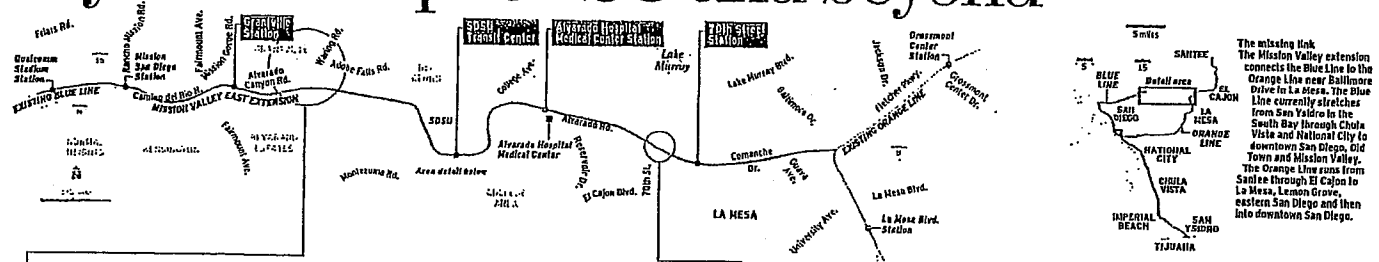 and beyond
Friars Rd.
Rancho Mission Rd.
Fairmount Ave.
Mission Gorge Rd.
Grantville
Station
Waring Rd.
Adobe Falls Rd.
Qualcomm
Stadium
Station
Mission
San Diego
Station
Alvarado
Canyon Rd.
Camino del Rio N.
EXISTING BLUE LINE
MISSION VALLEY EAST EXTENSION
Fairmount Ave.
N
KENSINGTON
Montezuma Rd.
SDSU
Transit Center
SDSU
Area detail below
College Ave.
Alvarado Hospital
Medical Center Station
Alvarado Hospital
Medical Center
Alvarado Rd.
Reservoir Dr.
El Cajon Blvd.
70th St.
70th Street
Station
Lake
Murray
Lake Murray Blvd.
Baltimore Dr.
Jackson Dr.
Fletcher Pkwy.
Grossmont
Center
Station
Grossmont
Center Dr.
EXISTING ORANGE LINE
Comanche
Dr.
Guava
Ave.
8
LA MESA
University Ave.
La Mesa Blvd.
La Mesa Blvd.
Station
5 miles
SANTEE
5
15
Detail area
BLUE
LINE
EL
CAJON
SAN
DIEGO
LA
MESA
ORANGE
LINE
NATIONAL
CITY
CHULA
VISTA
IMPERIAL
BEACH
SAN
YSIDRO
TIJUANA
The missing link
The Mission Valley extension
connects the Blue Line to the
Orange Line near Baltimore
Drive in La Mesa. The Blue
Line currently stretches
from San Ysidro in the
South Bay through Chula
Vista and National City to
downtown San Diego, Old
Town and Mission Valley.
The Orange Line runs from
Santee through El Cajon to
La Mesa, Lemon Grove,
eastern San Diego and then
into downtown San Diego.